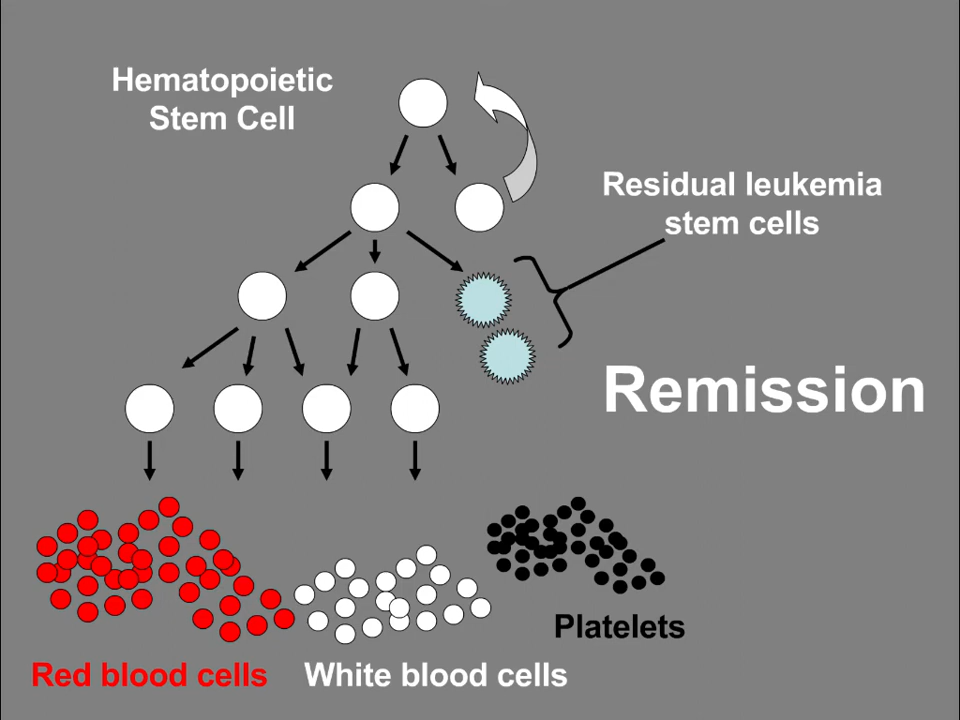 Hematopoietic
Stem Cell
Residual leukemia
stem cells
Remission
Platelets
Red blood cells
White blood cells